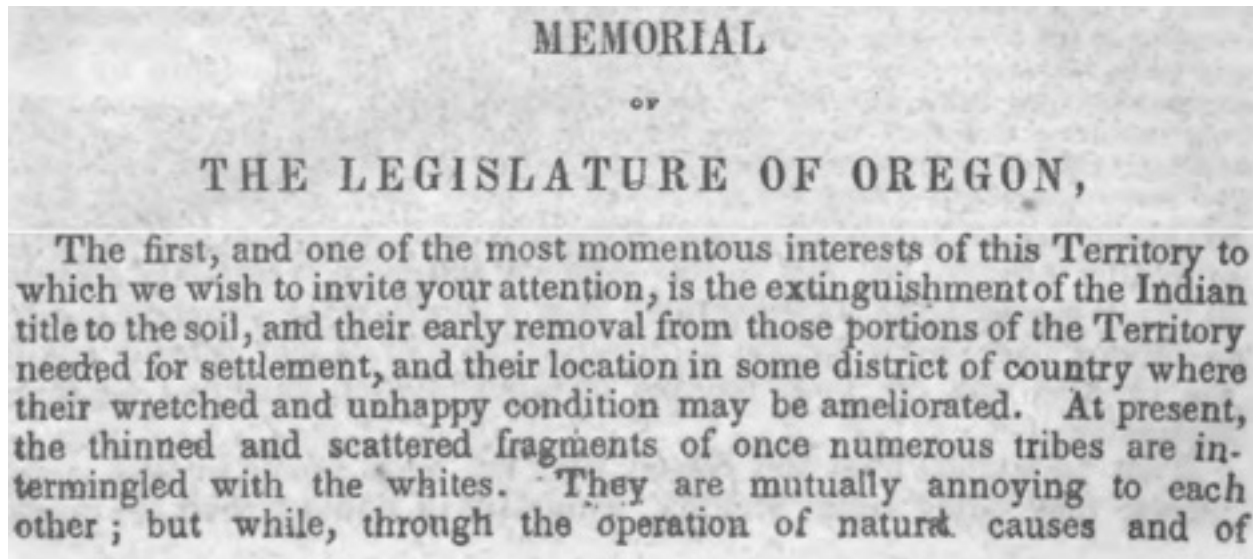 MEMORIAL
OF
THE LEGISLATURE OF OREGON,
The first, and one of the most momentous interests of this Territory to
which we wish to invite your attention, is the extinguishment of the Indian
title to the soil, and their early removal from those portions of the Territory
needed for settlement, and their location in some district of country where
their wretched and unhappy condition may be ameliorated. At present,
the thinned and scattered fragments of once numerous tribes are in-
termingled with the whites. They are mutually annoying to each
other; but while, through the operation of natural causes and of